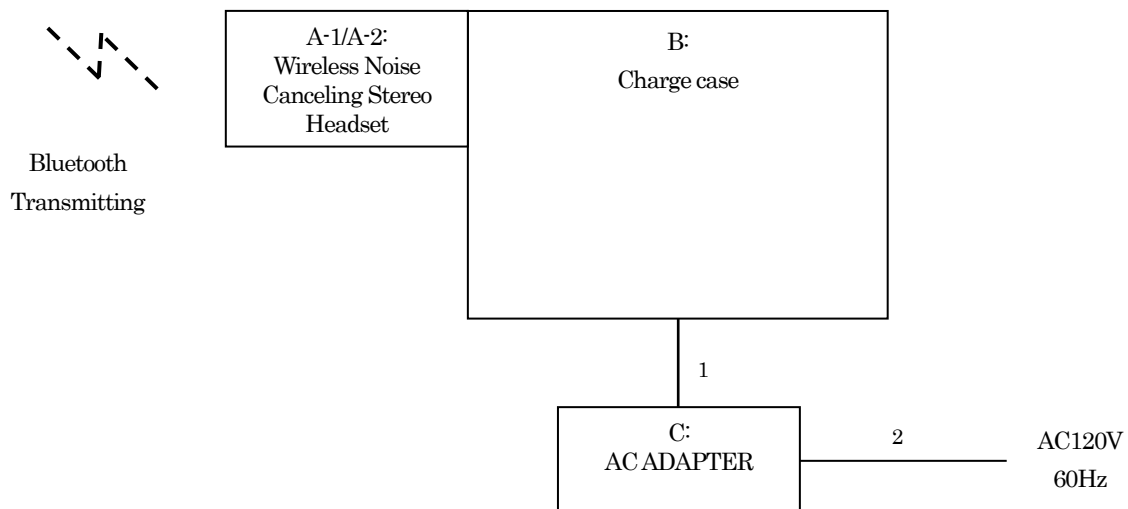 A-1/A-2:
Wireless Noise
Canceling Stereo
Headset
B:
Charge case
Bluetooth
Transmitting
1
C:
AC ADAPTER
2
AC120V
60Hz